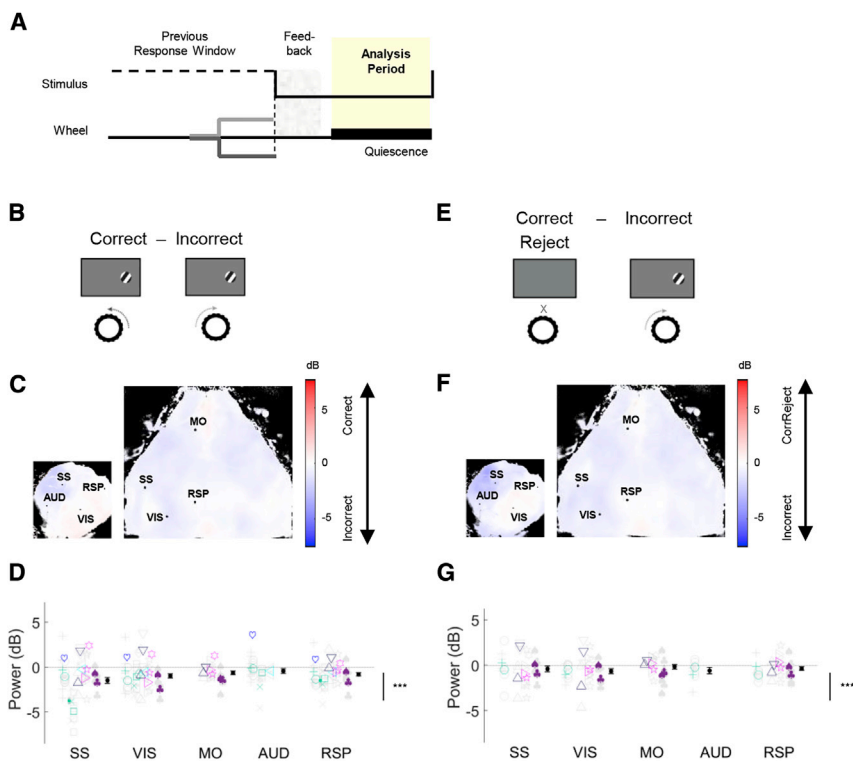 A
Previous
Response Window
Feed-
back
Analysis
Period
Stimulus
Wheel
Quiescence
B
Correct – Incorrect
E
Correct – Incorrect
Reject
X
C
dB
5
0
-5
Correct
Incorrect
MO
SS
RSP
VIS
SS
AUD
RSP
VIS
F
dB
5
0
-5
CorrReject
Incorrect
MO
SS
RSP
VIS
SS
AUD
RSP
VIS
D
Power (dB)
5
0
-5
***
SS VIS MO AUD RSP
G
Power (dB)
5
0
-5
***
SS VIS MO AUD RSP